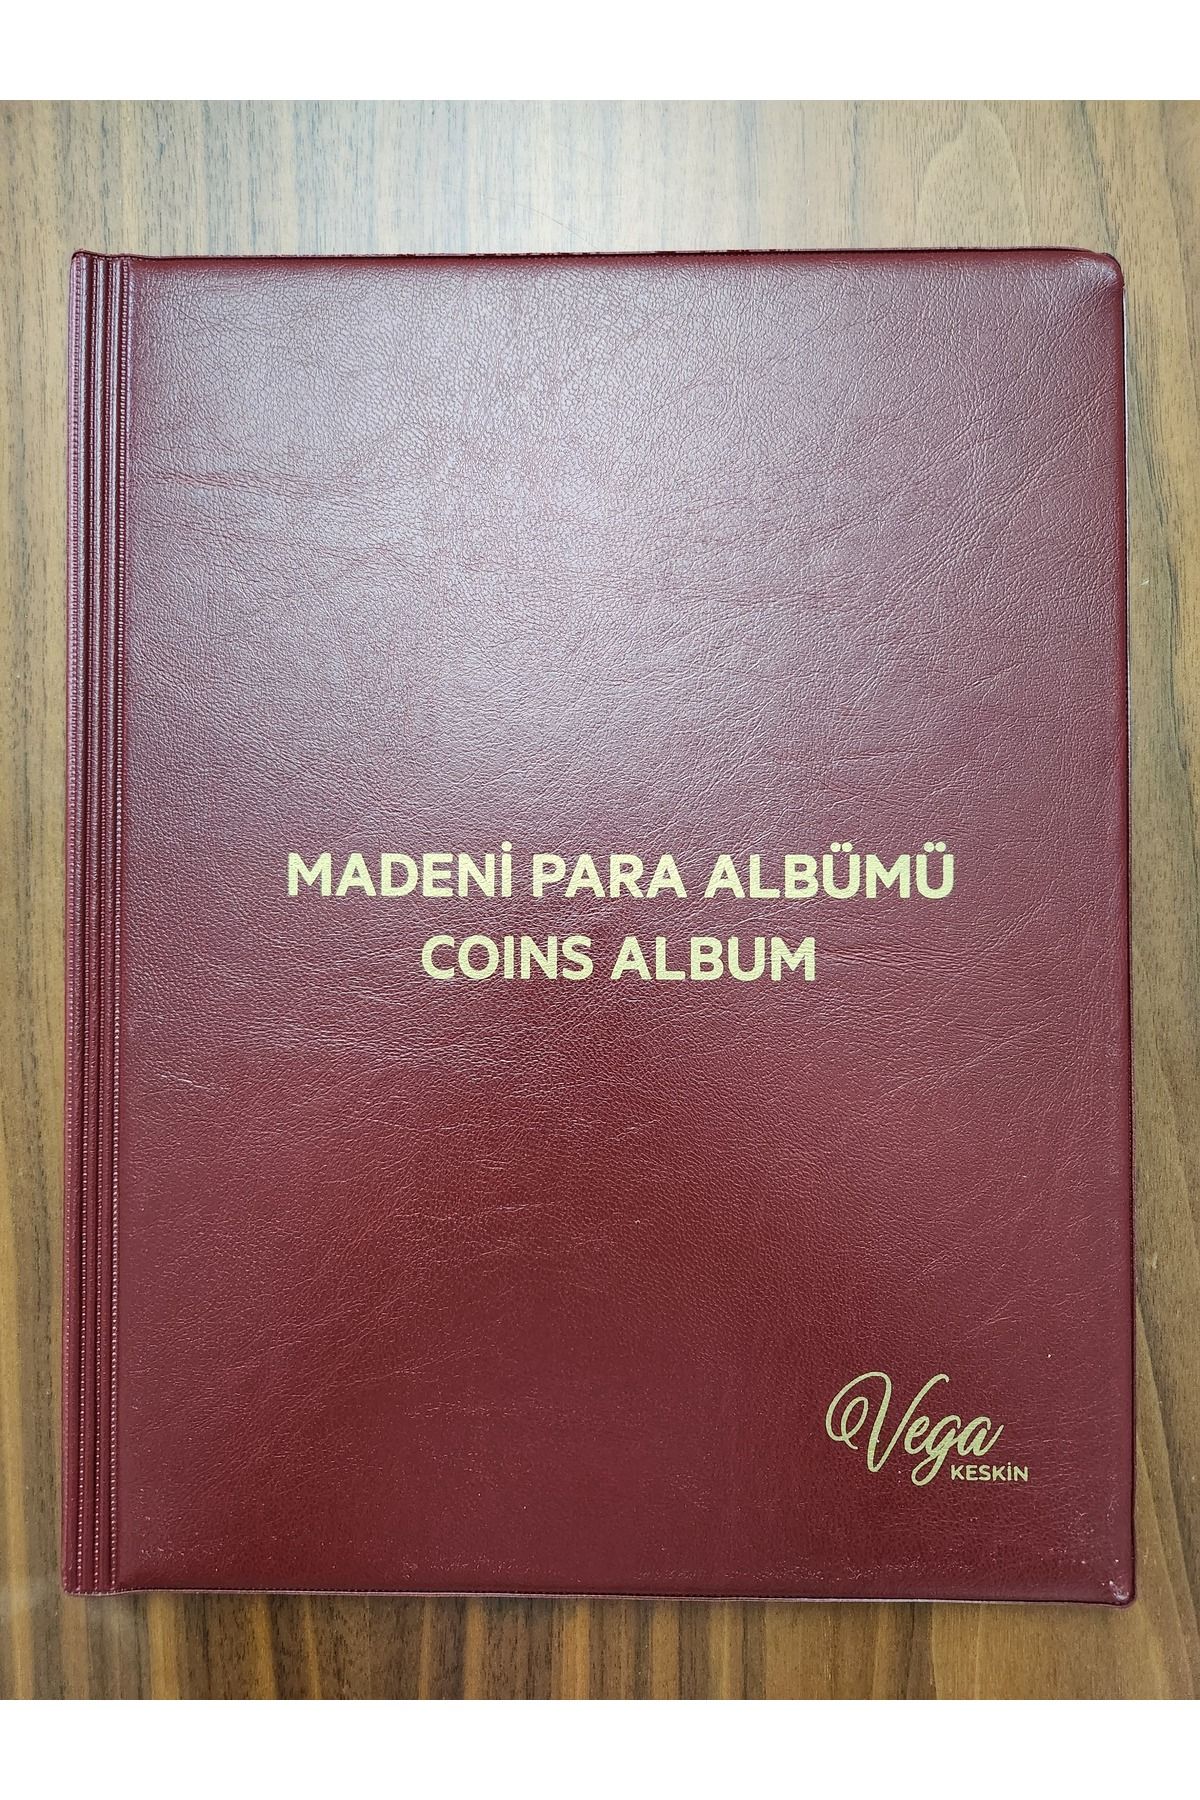 MADENİ PARA ALBÜMÜ
COINS ALBUM
Vega
KESKİN